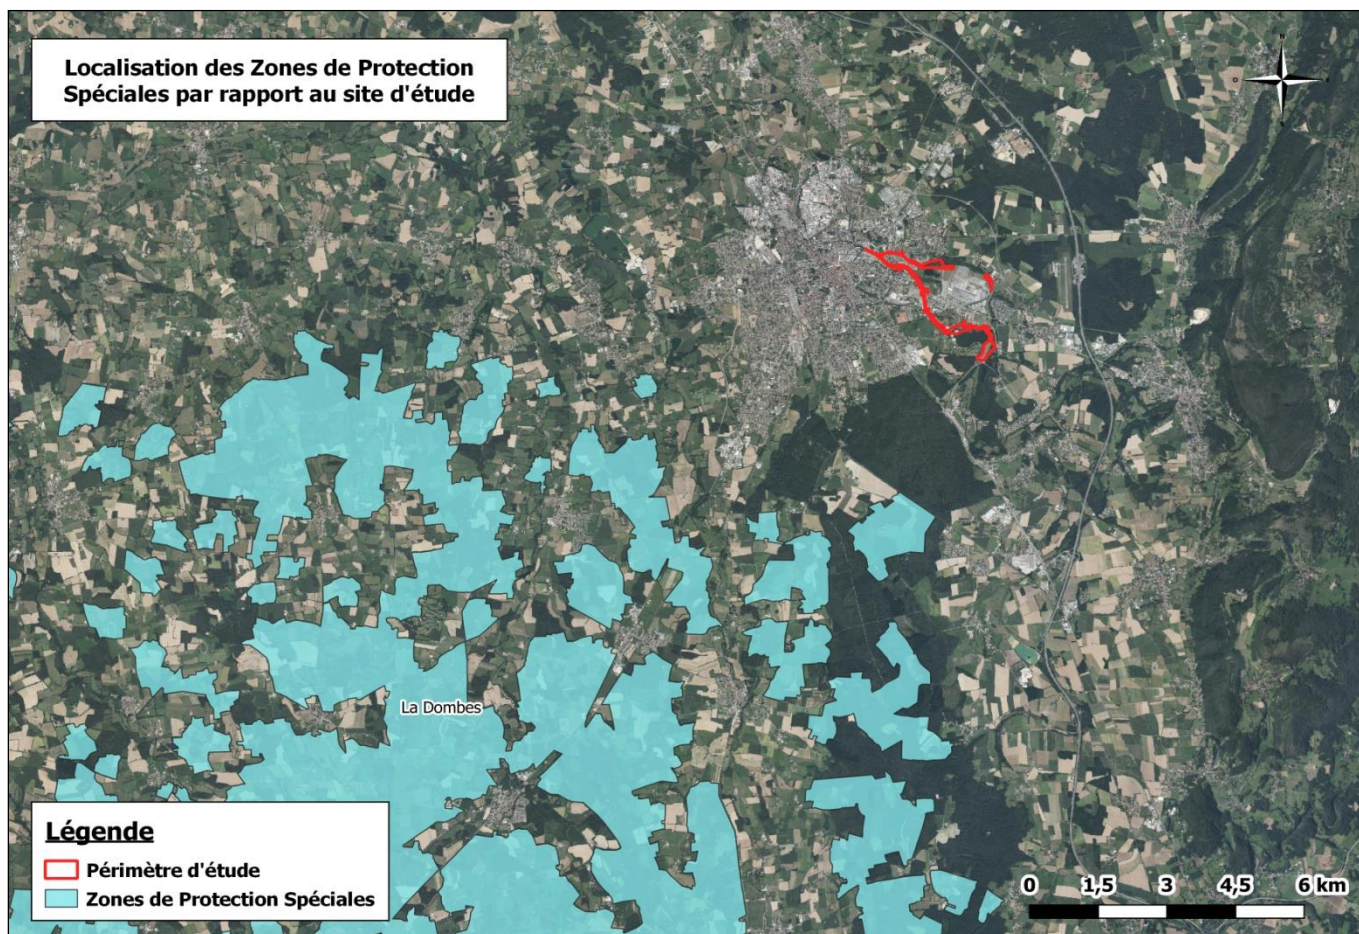 Localisation des Zones de Protection
Spéciales par rapport au site d'étude
N
O
La Dombes
Légende
Périmètre d'étude
Zones de Protection Spéciales
0 1,5 3 4,5 6 km